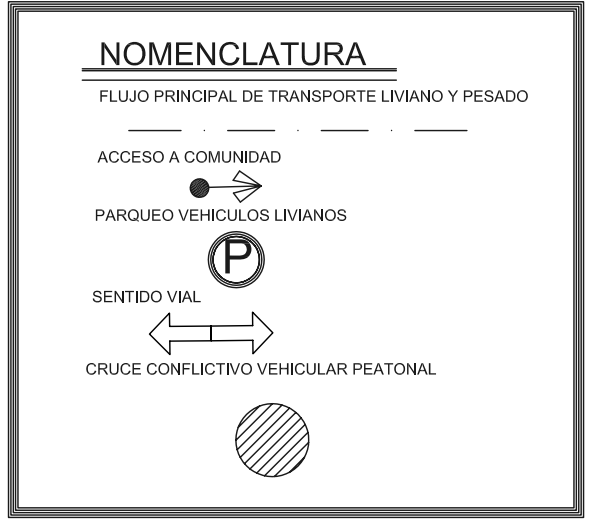 NOMENCLATURA
FLUJO PRINCIPAL DE TRANSPORTE LIVIANO Y PESADO
ACCESO A COMUNIDAD
PARQUEO VEHICULOS LIVIANOS
P
SENTIDO VIAL
CRUCE CONFLICTIVO VEHICULAR PEATONAL